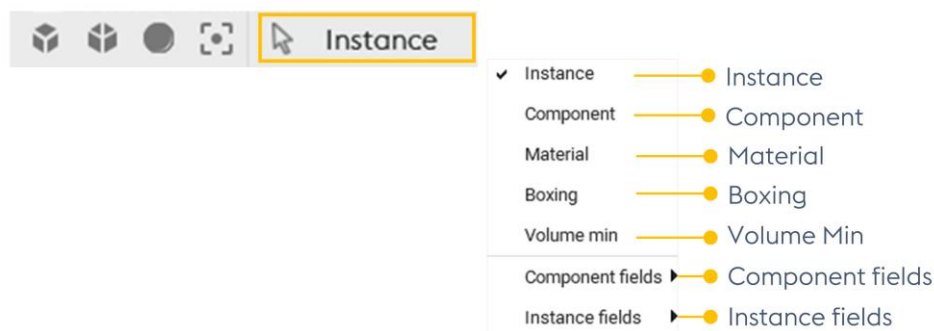 Instance
Instance Instance
Component Component
Material Material
Boxing Boxing
Volume min Volume Min
Component fields Component fields
Instance fields Instance fields